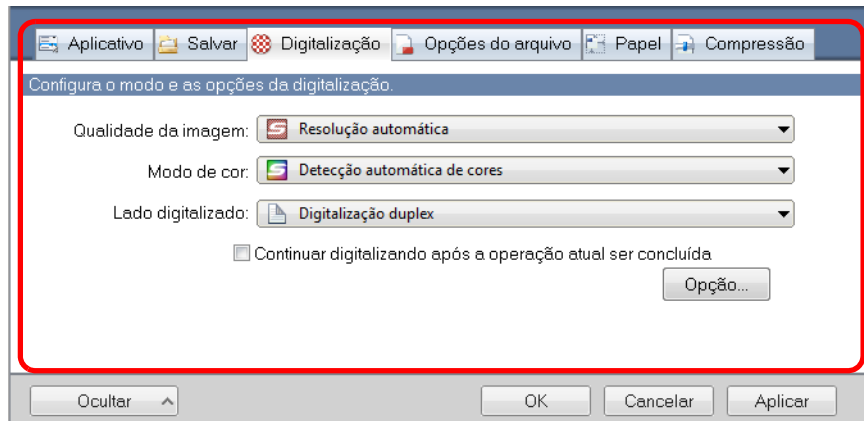 Aplicativo Salvar Digitalização Opções do arquivo Papel Compressão
Configura o modo e as opções da digitalização.
Qualidade da imagem: Resolução automática
Modo de cor: Detecção automática de cores
Lado digitalizado: Digitalização duplex
Continuar digitalizando após a operação atual ser concluída
Opção...
Ocultar OK Cancelar Aplicar